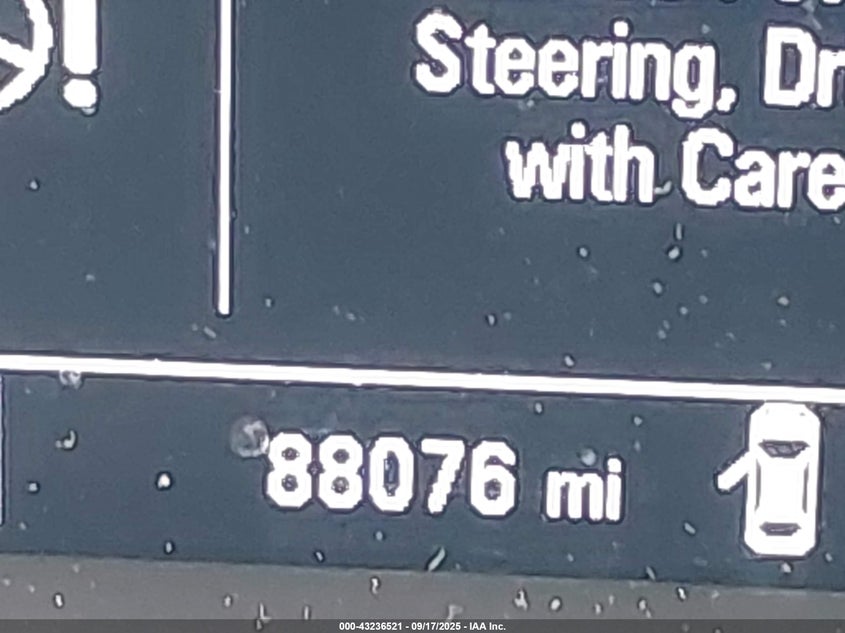 Steering, Dr
with Care
88076 mi
000-43236521 - 09/17/2025 - IAA Inc.